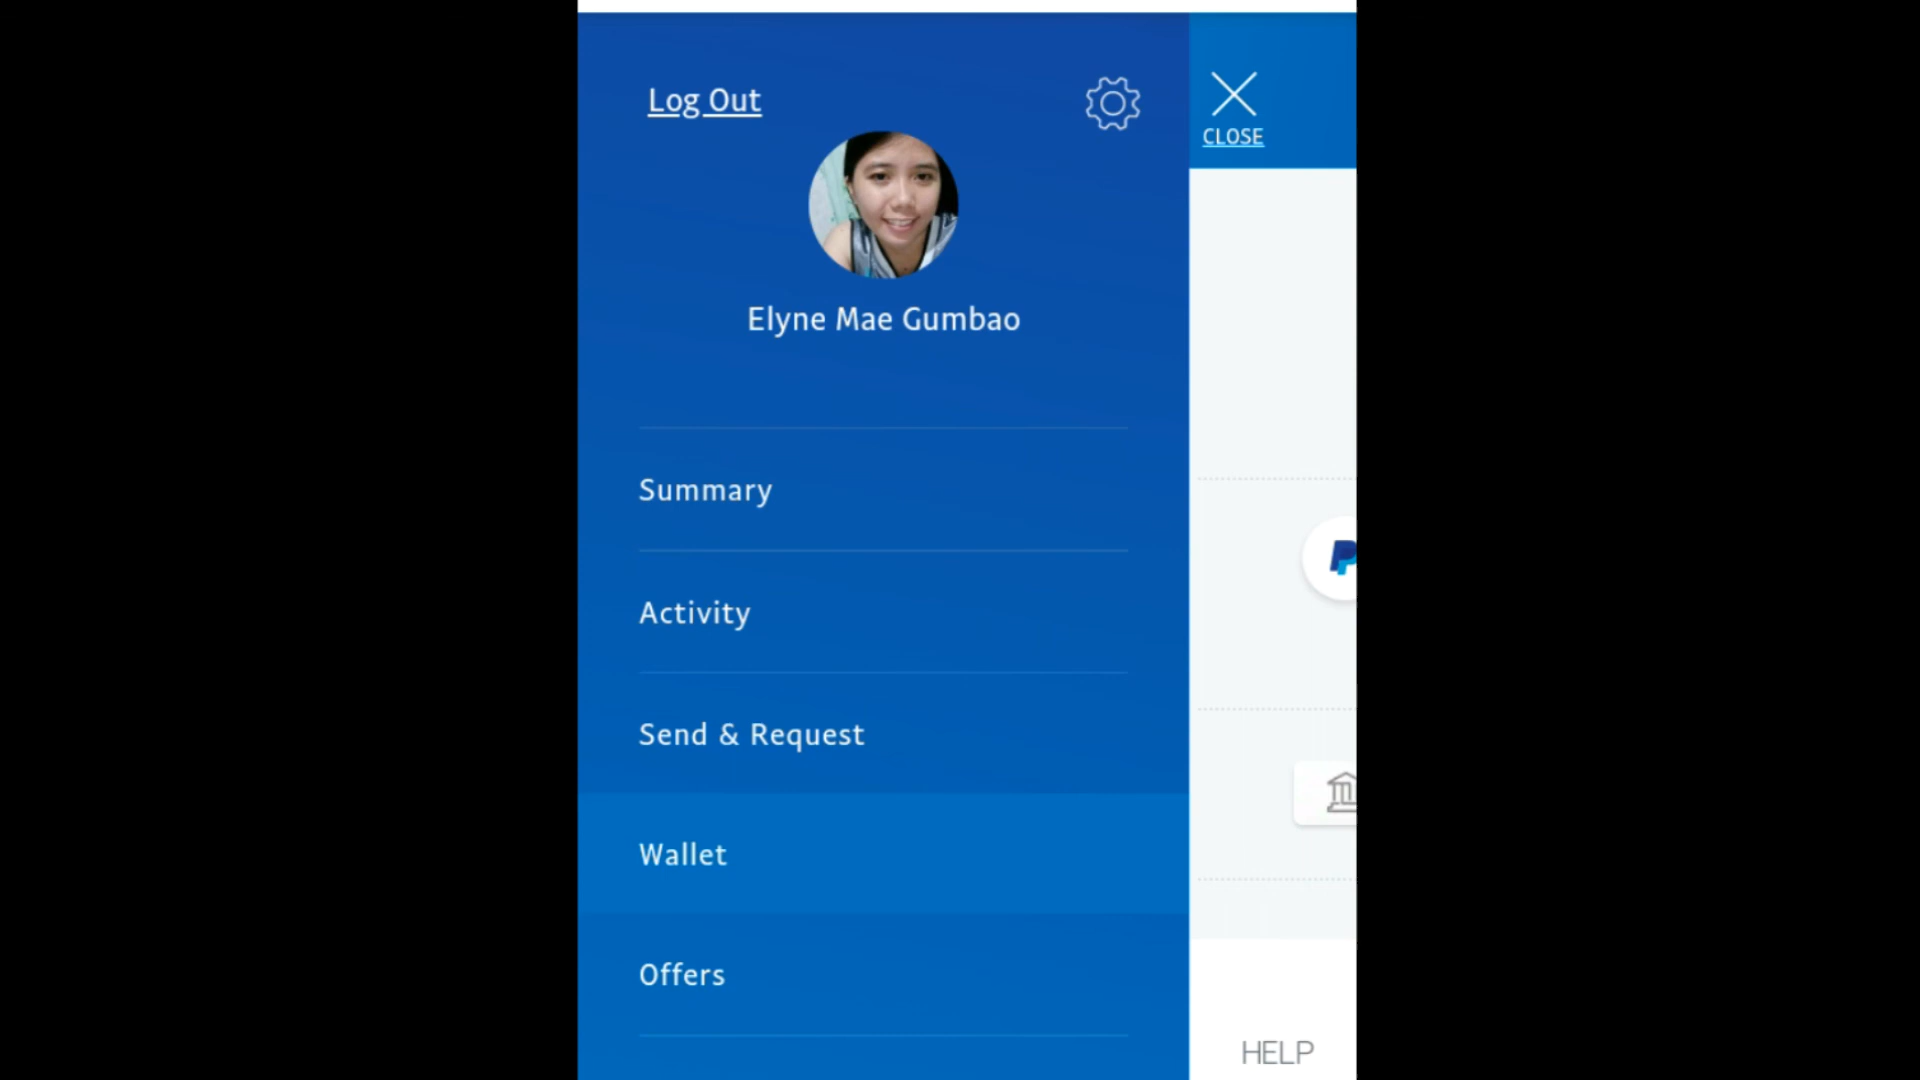 Log Out
CLOSE
Elyne Mae Gumbao
Summary
Activity
Send & Request
Wallet
Offers
HELP